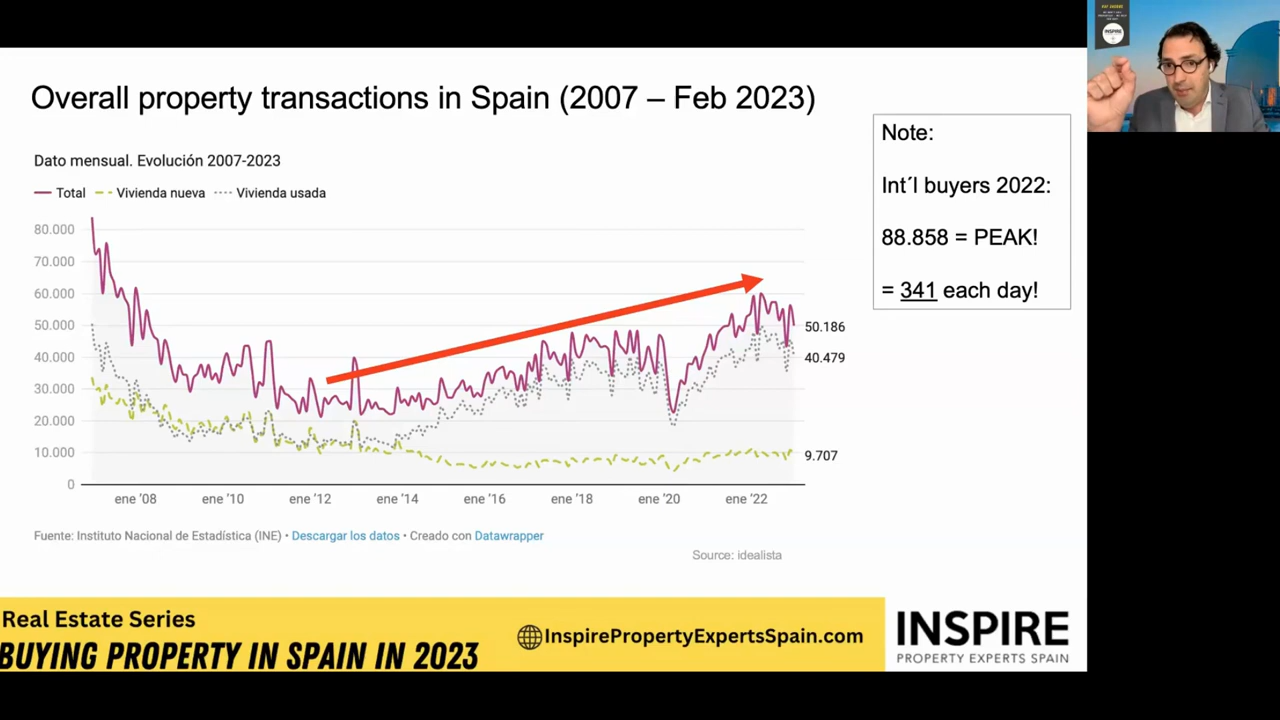 Overall property transactions in Spain (2007 – Feb 2023)
Dato mensual. Evolución 2007-2023
Total Vivienda nueva Vivienda usada
80.000
70.000
60.000
50.000
40.000
30.000
20.000
10.000
0
50.186
40.479
9.707
ene '08 ene '10 ene '12 ene '14 ene '16 ene '18 ene '20 ene '22
Fuente: Instituto Nacional de Estadística (INE) • Descargar los datos • Creado con Datawrapper
Source: idealista
Note:
Int´l buyers 2022:
88.858 = PEAK!
= 341 each day!
INSPIRE
Real Estate Series
BUYING PROPERTY IN SPAIN IN 2023
InspirePropertyExpertsSpain.com
INSPIRE
PROPERTY EXPERTS SPAIN